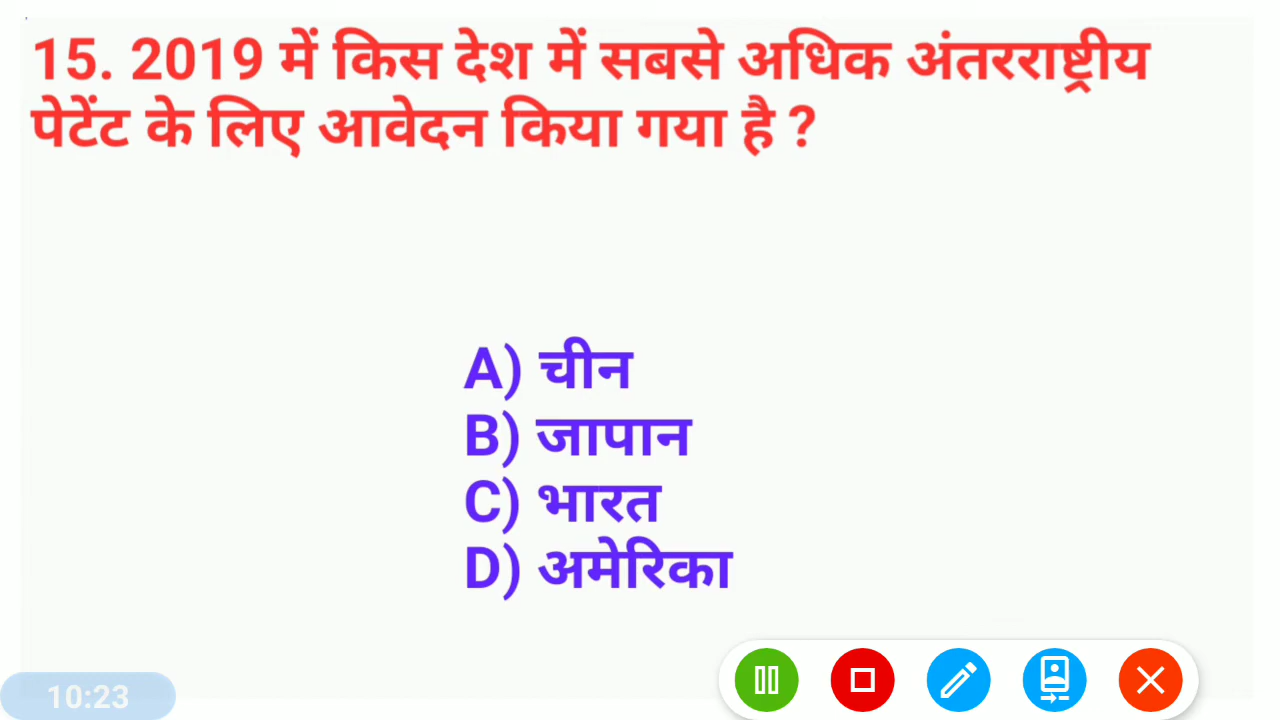 15. 2019 में किस देश में सबसे अधिक अंतरराष्ट्रीय
पेटेंट के लिए आवेदन किया गया है ?
A) चीन
B) जापान
C) भारत
D) अमेरिका
10:23